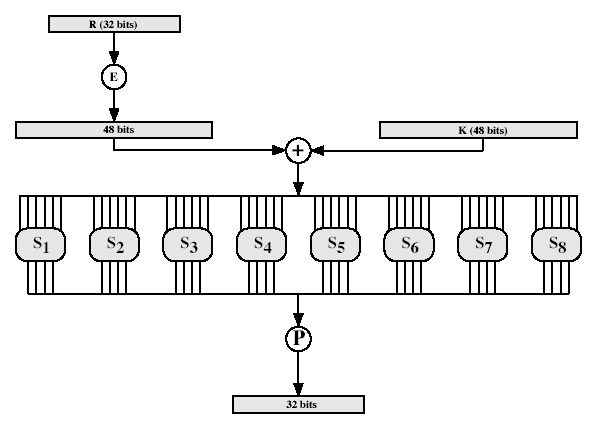 R (32 bits)
E
48 bits
K (48 bits)
+
S1 S2 S3 S4 S5 S6 S7 S8
P
32 bits